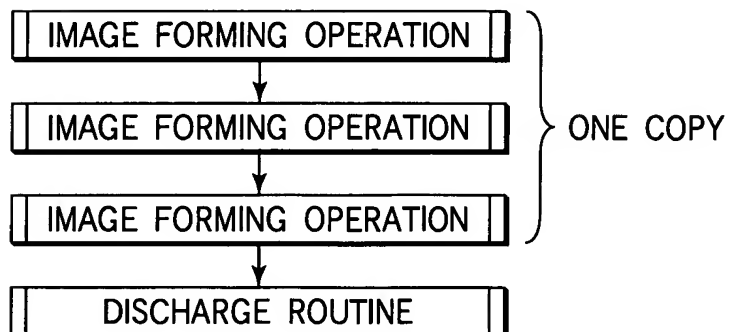 IMAGE FORMING OPERATION
IMAGE FORMING OPERATION
ONE COPY
IMAGE FORMING OPERATION
DISCHARGE ROUTINE